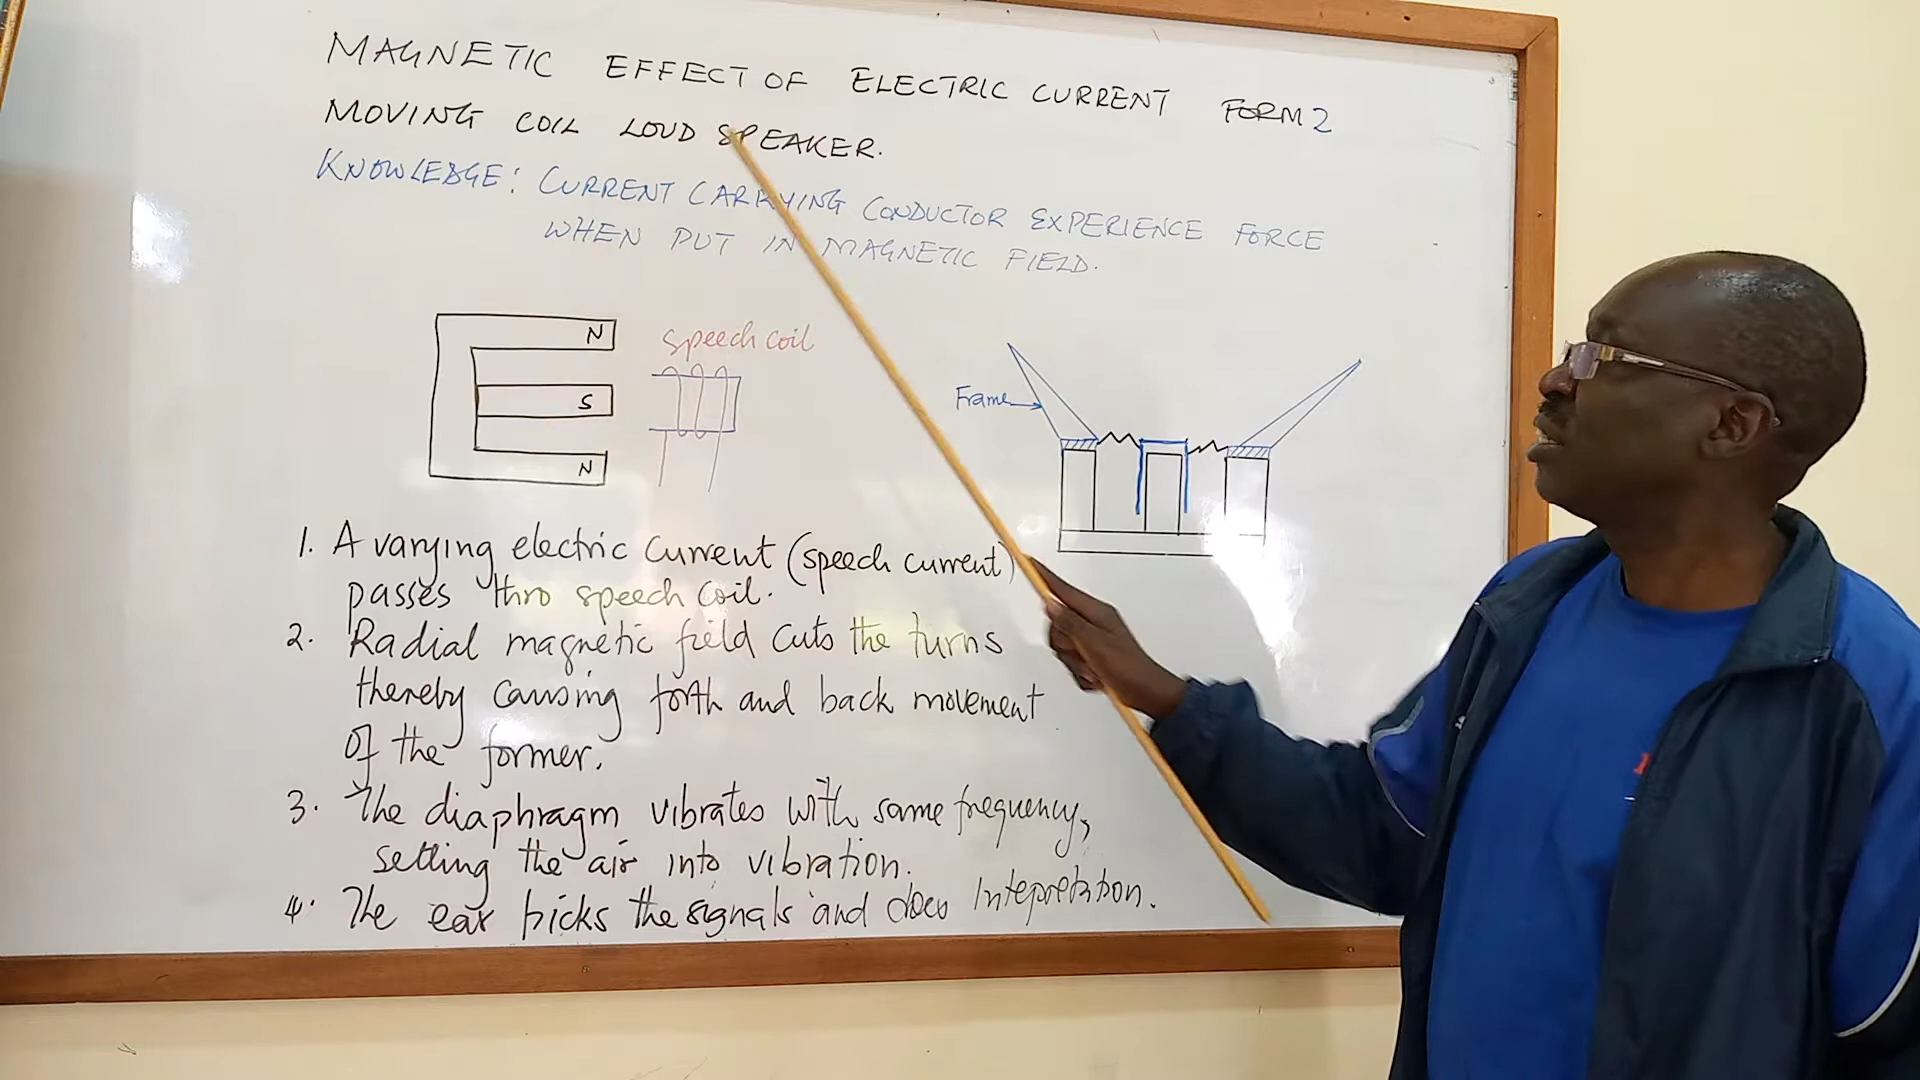 MAGNETIC EFFECT OF ELECTRIC CURRENT FORM 2
MOVING COIL LOUD SPEAKER.
KNOWLEDGE: CURRENT CARRYING CONDUCTOR EXPERIENCE FORCE
WHEN PUT IN MAGNETIC FIELD.
N
S
N
speech coil
Frame
1. A varying electric current (speech current)
passes thro speech coil.
2. Radial magnetic field cuts the turns
thereby causing forth and back movement
of the former.
3. The diaphragm vibrates with same frequency,
setting the air into vibration.
4. The ear picks the signals and does intepretation.